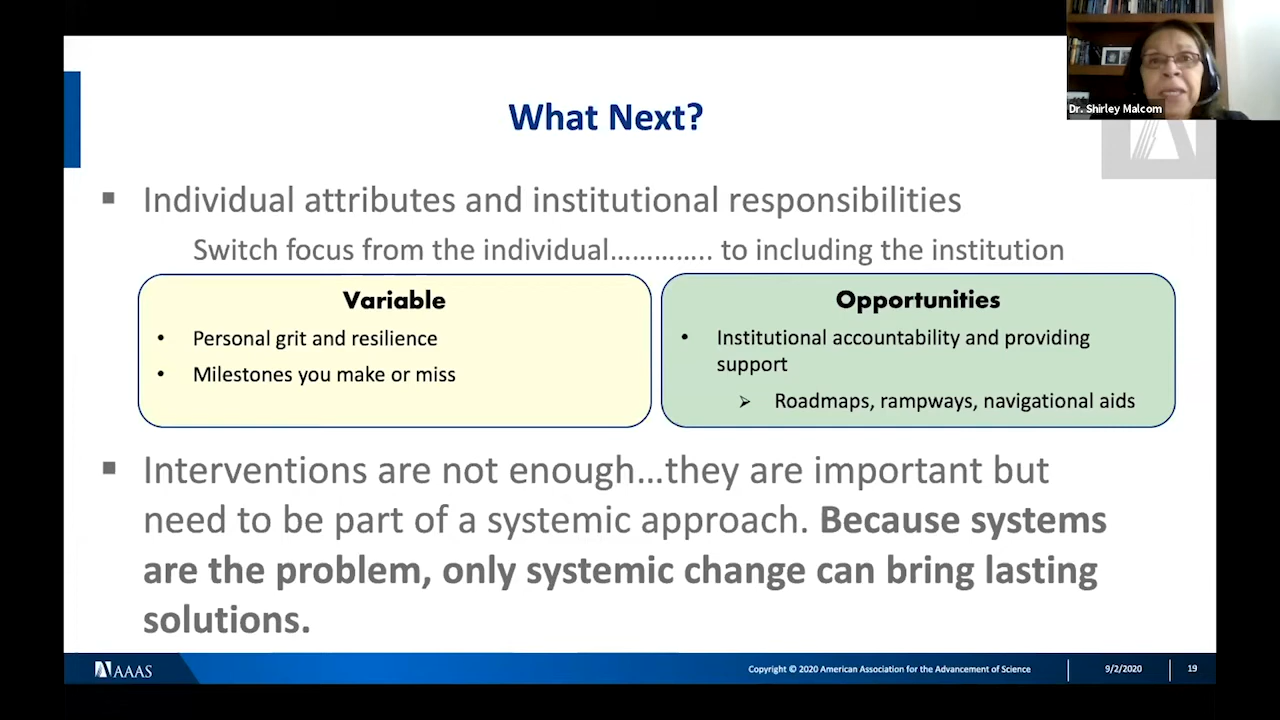 Dr. Shirley Malcom
What Next?
▪ Individual attributes and institutional responsibilities
Switch focus from the individual………….. to including the institution
Variable
• Personal grit and resilience
• Milestones you make or miss
Opportunities
• Institutional accountability and providing
support
➢ Roadmaps, rampways, navigational aids
▪ Interventions are not enough…they are important but
need to be part of a systemic approach. Because systems
are the problem, only systemic change can bring lasting
solutions.
AAAS
Copyright © 2020 American Association for the Advancement of Science
9/2/2020
19